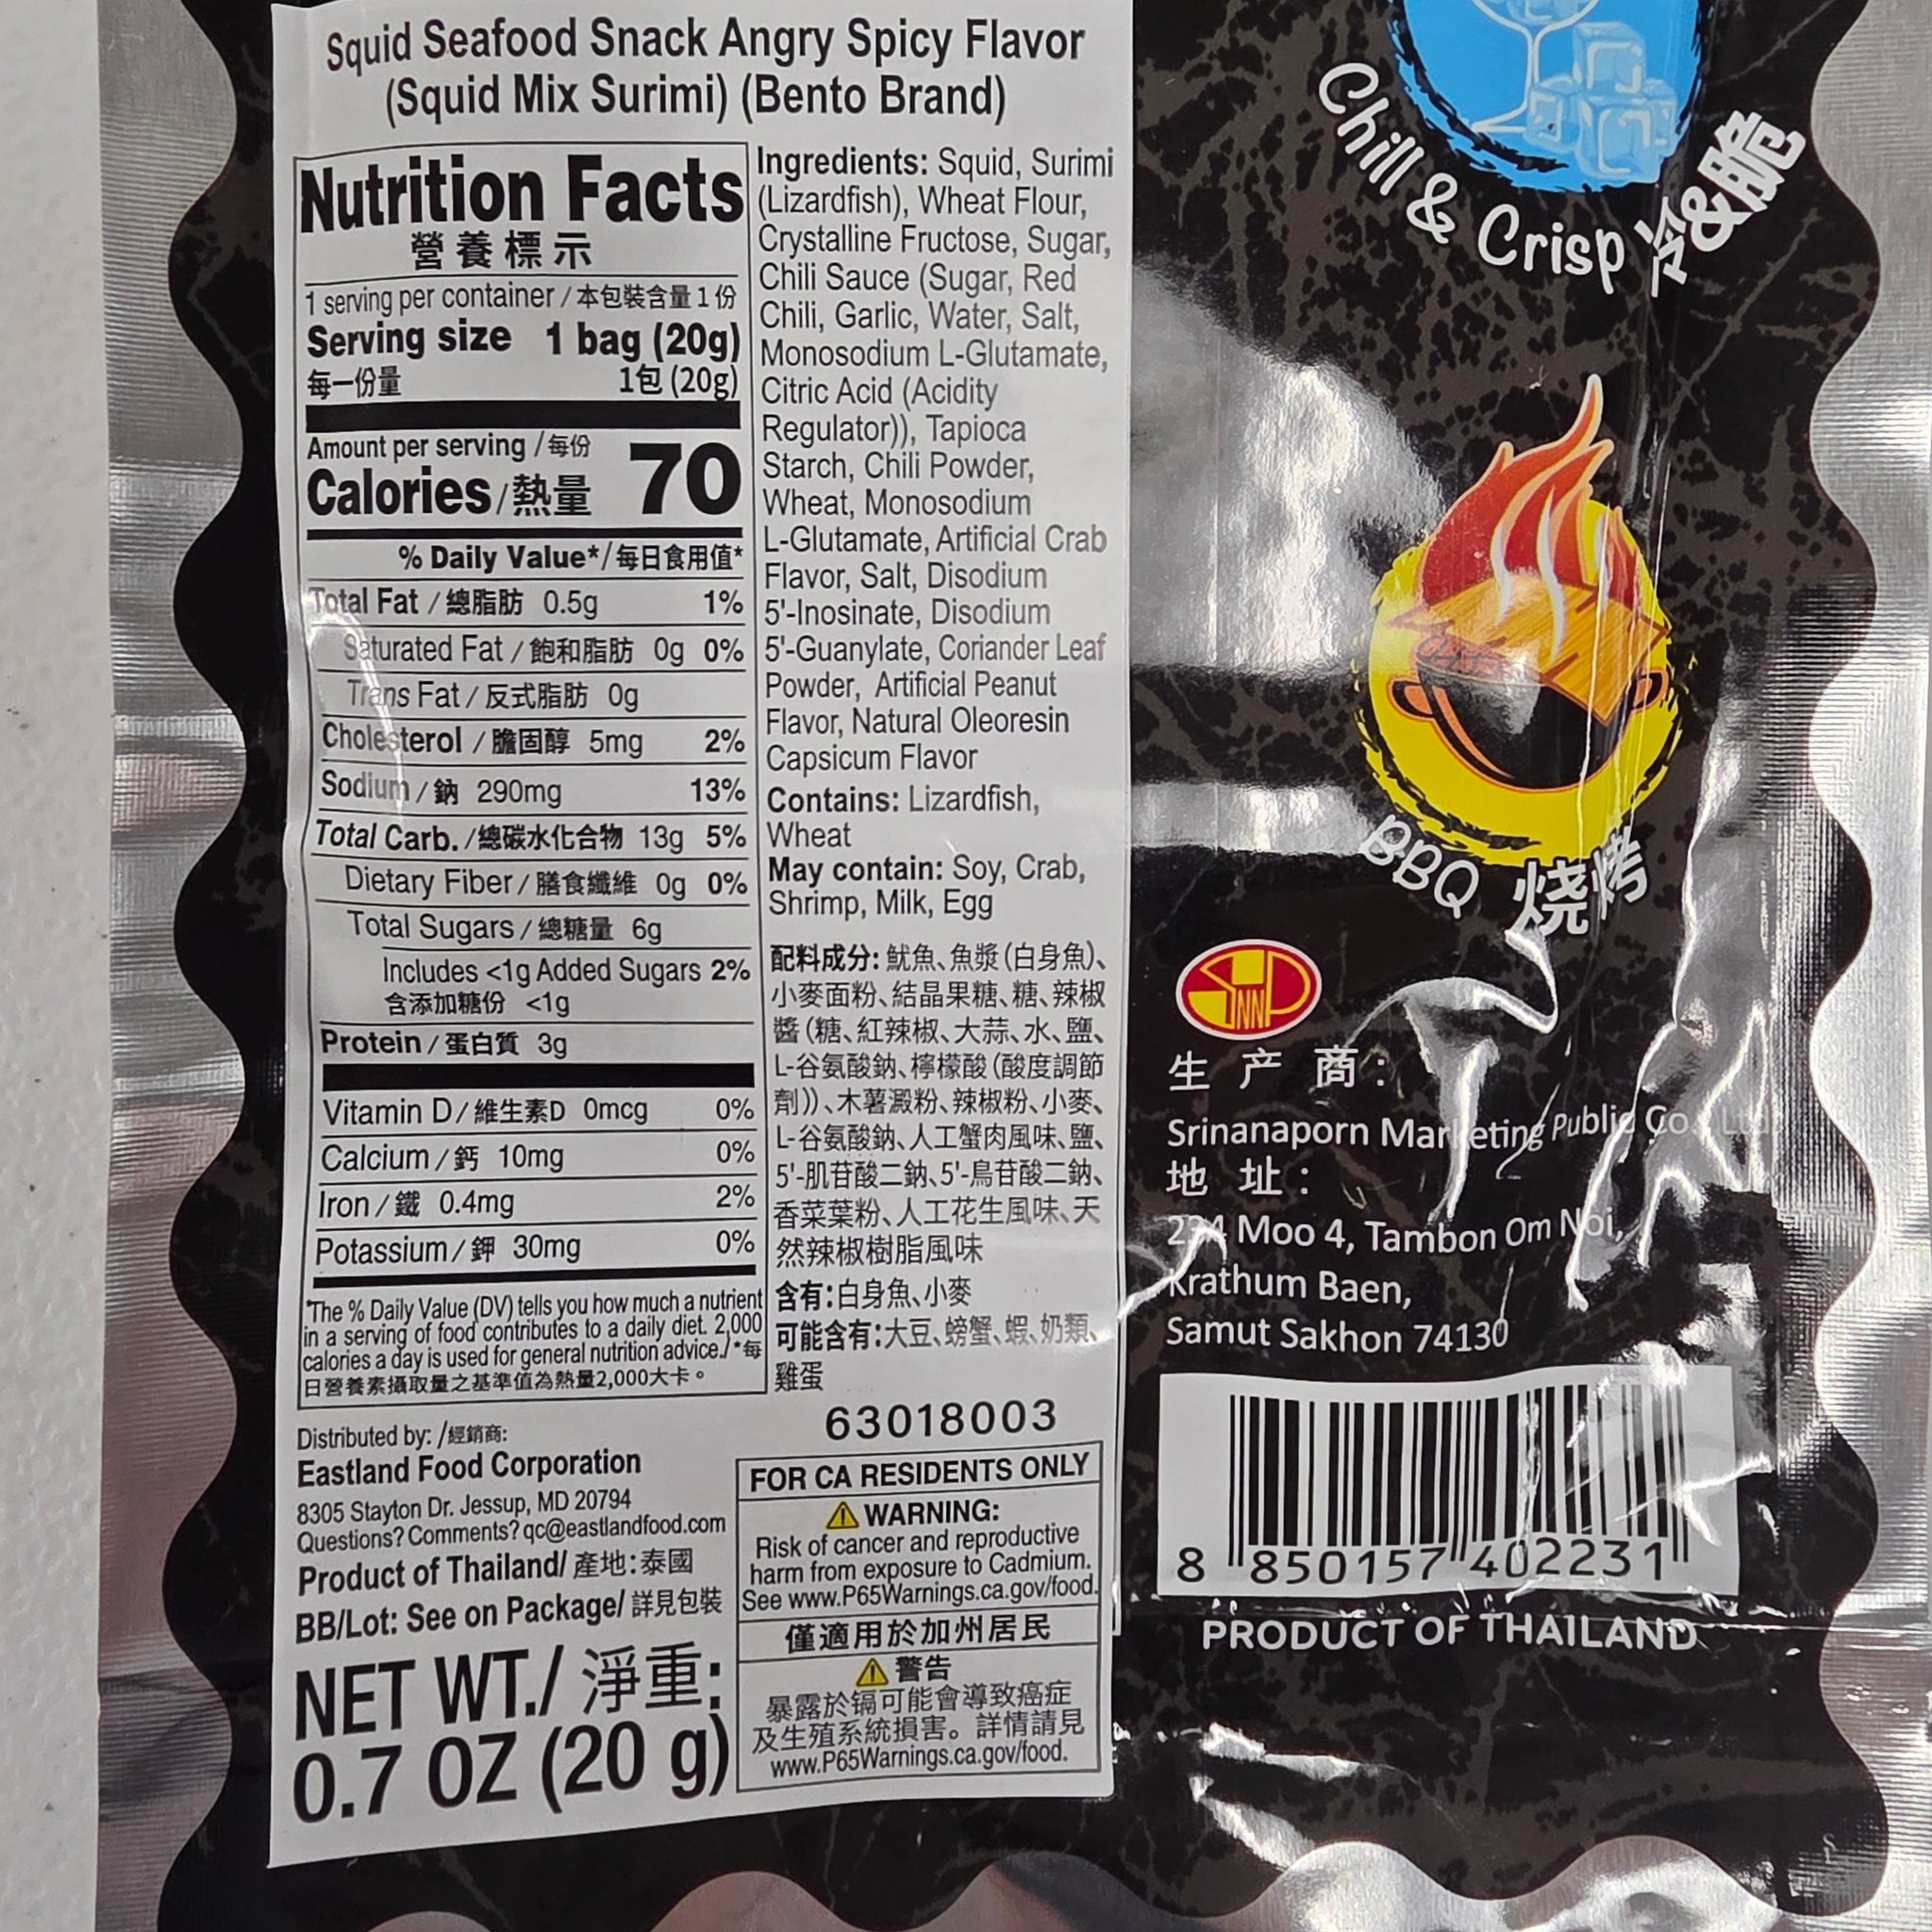 Squid Seafood Snack Angry Spicy Flavor
(Squid Mix Surimi) (Bento Brand)
Nutrition Facts
營養標示
1 serving per container / 本包裝含量 1 份
Serving size 1 bag (20g)
每一份量 1包 (20g)
Amount per serving / 每份
Calories / 熱量 70
% Daily Value* / 每日食用值*
Total Fat / 總脂肪 0.5g 1%
Saturated Fat / 飽和脂肪 0g 0%
Trans Fat / 反式脂肪 0g
Cholesterol / 膽固醇 5mg 2%
Sodium / 鈉 290mg 13%
Total Carb. / 總碳水化合物 13g 5%
Dietary Fiber / 膳食纖維 0g 0%
Total Sugars / 總糖量 6g
Includes <1g Added Sugars 2%
含添加糖份 <1g
Protein / 蛋白質 3g
Vitamin D / 維生素D 0mcg 0%
Calcium / 鈣 10mg 0%
Iron / 鐵 0.4mg 2%
Potassium / 鉀 30mg 0%
*The % Daily Value (DV) tells you how much a nutrient
in a serving of food contributes to a daily diet. 2,000
calories a day is used for general nutrition advice./ *每
日營養素攝取量之基準值為熱量2,000大卡。
Ingredients: Squid, Surimi
(Lizardfish), Wheat Flour,
Crystalline Fructose, Sugar,
Chili Sauce (Sugar, Red
Chili, Garlic, Water, Salt,
Monosodium L-Glutamate,
Citric Acid (Acidity
Regulator)), Tapioca
Starch, Chili Powder,
Wheat, Monosodium
L-Glutamate, Artificial Crab
Flavor, Salt, Disodium
5'-Inosinate, Disodium
5'-Guanylate, Coriander Leaf
Powder, Artificial Peanut
Flavor, Natural Oleoresin
Capsicum Flavor
Contains: Lizardfish,
Wheat
May contain: Soy, Crab,
Shrimp, Milk, Egg
配料成分: 魷魚、魚漿 (白身魚)、
小麥面粉、結晶果糖、糖、辣椒
醬 (糖、紅辣椒、大蒜、水、鹽、
L-谷氨酸鈉、檸檬酸 (酸度調節
劑))、木薯澱粉、辣椒粉、小麥、
L-谷氨酸鈉、人工蟹肉風味、鹽、
5'-肌苷酸二鈉、5'-鳥苷酸二鈉、
香菜葉粉、人工花生風味、天
然辣椒樹脂風味
含有: 白身魚、小麥
可能含有: 大豆、螃蟹、蝦、奶類、
雞蛋
63018003
Distributed by: /經銷商:
Eastland Food Corporation
8305 Stayton Dr. Jessup, MD 20794
Questions? Comments? qc@eastlandfood.com
Product of Thailand/ 產地: 泰國
BB/Lot: See on Package/ 詳見包裝
NET WT./ 淨重:
0.7 OZ (20 g)
FOR CA RESIDENTS ONLY
⚠ WARNING:
Risk of cancer and reproductive
harm from exposure to Cadmium.
See www.P65Warnings.ca.gov/food.
僅適用於加州居民
⚠ 警告
暴露於镉可能會導致癌症
及生殖系統損害。詳情請見
www.P65Warnings.ca.gov/food.
Chill & Crisp 冷&脆
BBQ 烧烤
生 产 商 :
Srinanaporn Marketing Public Co., Ltd.
地 址 :
234 Moo 4, Tambon Om Noi,
Krathum Baen,
Samut Sakhon 74130
8 850157 402231
PRODUCT OF THAILAND